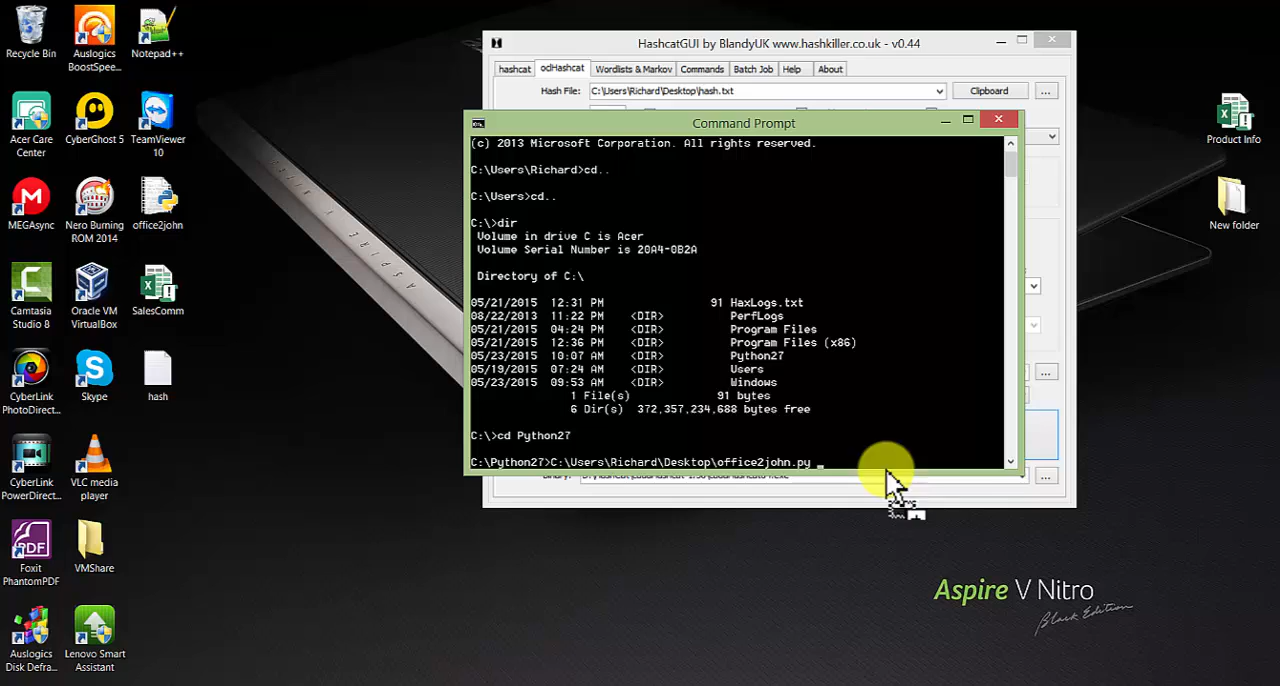 Recycle Bin
Auslogics
BoostSpee...
Notepad++
Acer Care
Center
CyberGhost 5
TeamViewer
10
MEGAsync
Nero Burning
ROM 2014
office2john
Camtasia
Studio 8
Oracle VM
VirtualBox
SalesComm
CyberLink
PhotoDirect...
Skype
hash
CyberLink
PowerDirect...
VLC media
player
PDF
Foxit
PhantomPDF
VMShare
Auslogics
Disk Defra...
Lenovo Smart
Assistant
HashcatGUI by BlandyUK www.hashkiller.co.uk - v0.44
hashcat
oclHashcat
Wordlists & Markov
Commands
Batch Job
Help
About
Hash File:
C:\Users\Richard\Desktop\hash.txt
Clipboard
...
Command Prompt
(c) 2013 Microsoft Corporation. All rights reserved.
C:\Users\Richard>cd..
C:\Users>cd..
C:\>dir
Volume in drive C is Acer
Volume Serial Number is 20A4-0B2A
Directory of C:\
05/21/2015 12:31 PM 91 HaxLogs.txt
08/22/2013 11:22 PM <DIR> PerfLogs
05/21/2015 04:24 PM <DIR> Program Files
05/21/2015 12:36 PM <DIR> Program Files (x86)
05/23/2015 10:07 AM <DIR> Python27
05/19/2015 07:24 AM <DIR> Users
05/23/2015 09:53 AM <DIR> Windows
1 File(s) 91 bytes
6 Dir(s) 372,357,234,688 bytes free
C:\>cd Python27
C:\Python27>C:\Users\Richard\Desktop\office2john.py _
...
...
Product Info
New folder
ASPIRE V NITRO
Aspire V Nitro
Black Edition